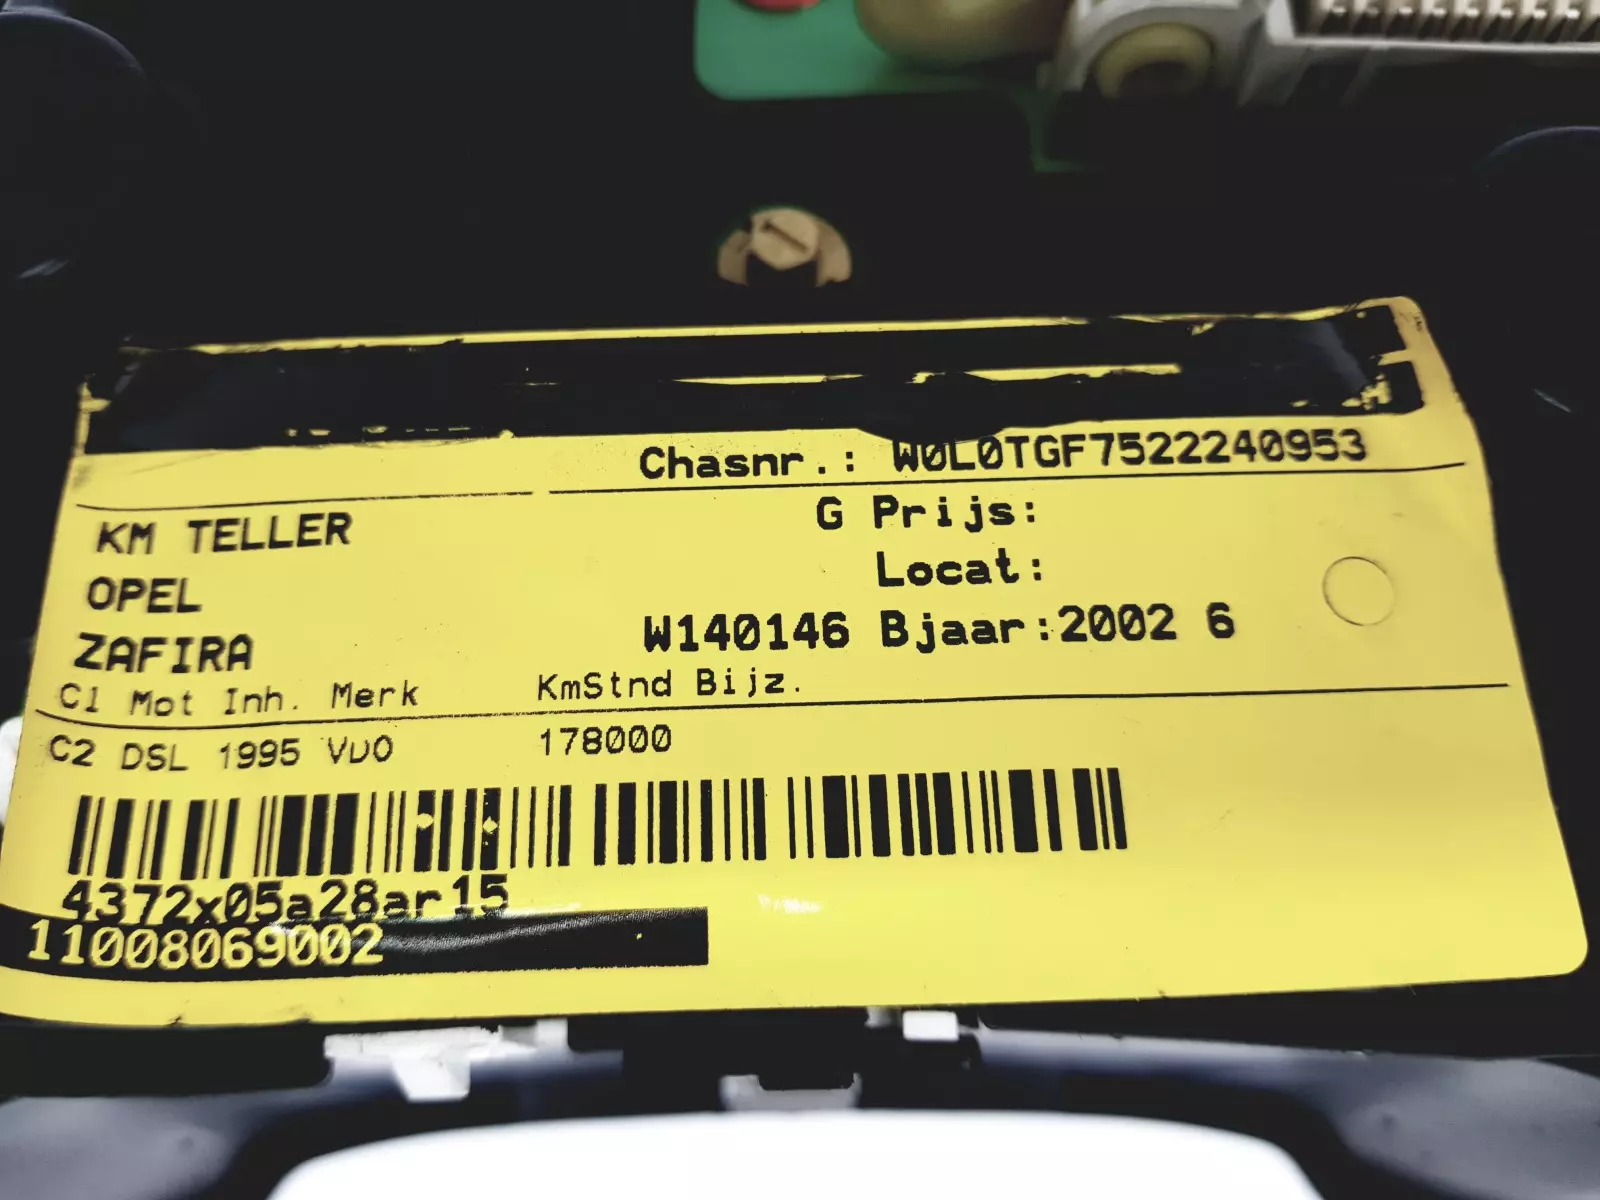 Chasnr.: W0L0TGF7522240953
KM TELLER
G Prijs:
OPEL
Locat:
ZAFIRA
W140146 Bjaar:2002 6
C1 Mot Inh. Merk KmStnd Bijz.
C2 DSL 1995 VDO 178000
4372x05a28ar15
11008069002